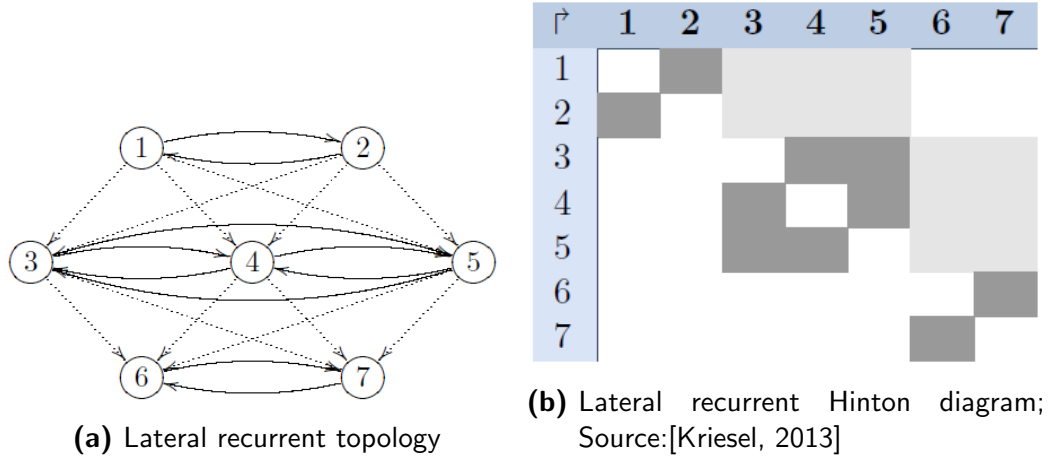 1 2
3 4 5
6 7
(a) Lateral recurrent topology
↱ 1 2 3 4 5 6 7
1
2
3
4
5
6
7
(b) Lateral recurrent Hinton diagram;
Source:[Kriesel, 2013]